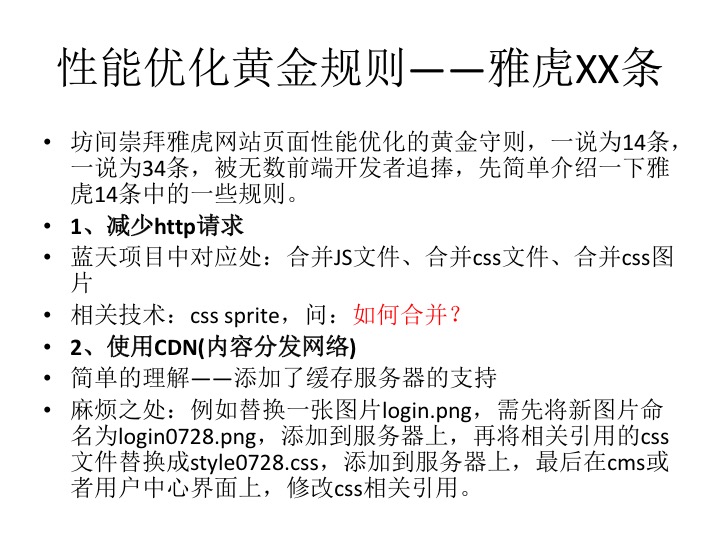 性能优化黄金规则——雅虎XX条
• 坊间崇拜雅虎网站页面性能优化的黄金守则，一说为14条，
一说为34条，被无数前端开发者追捧，先简单介绍一下雅
虎14条中的一些规则。
• 1、减少http请求
• 蓝天项目中对应处：合并JS文件、合并css文件、合并css图
片
• 相关技术：css sprite，问：如何合并？
• 2、使用CDN(内容分发网络)
• 简单的理解——添加了缓存服务器的支持
• 麻烦之处：例如替换一张图片login.png，需先将新图片命
名为login0728.png，添加到服务器上，再将相关引用的css
文件替换成style0728.css，添加到服务器上，最后在cms或
者用户中心界面上，修改css相关引用。